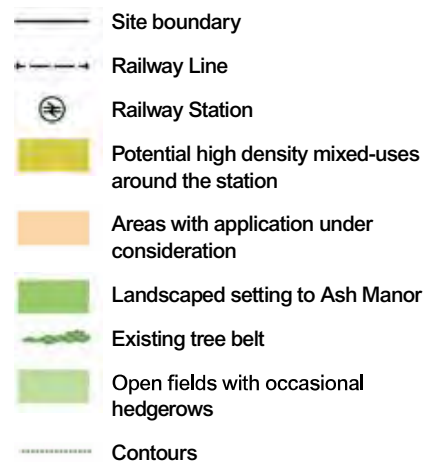 Site boundary
Railway Line
Railway Station
Potential high density mixed-uses
around the station
Areas with application under
consideration
Landscaped setting to Ash Manor
Existing tree belt
Open fields with occasional
hedgerows
Contours